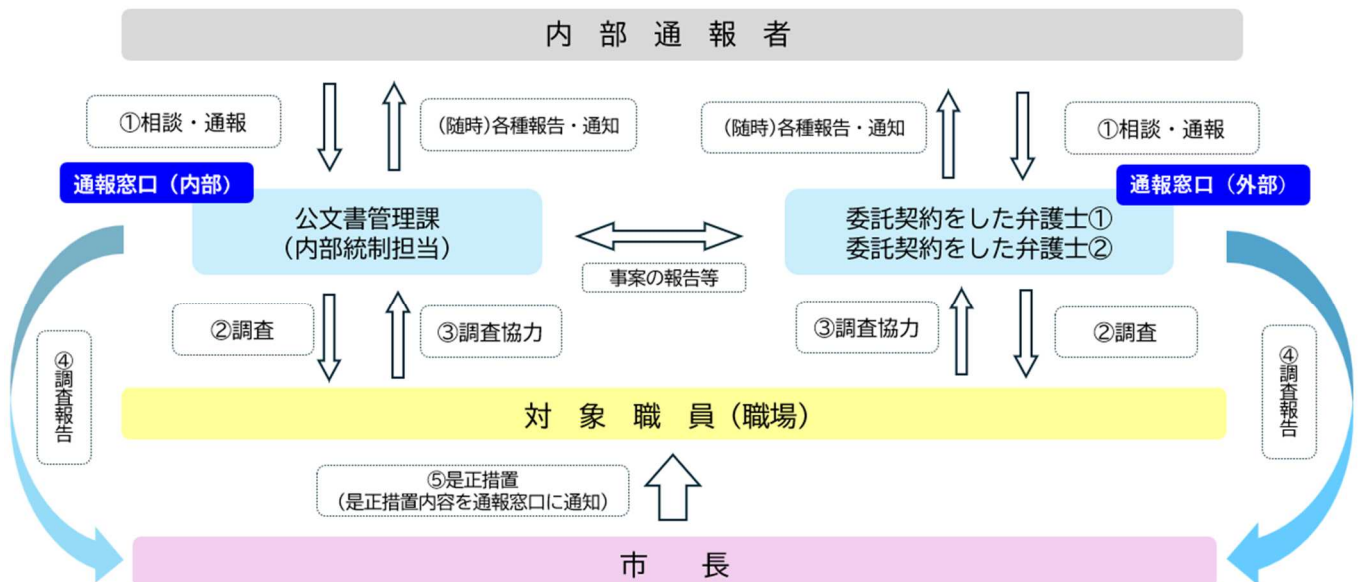 内部通報者
①相談・通報
(随時)各種報告・通知
(随時)各種報告・通知
①相談・通報
通報窓口（内部）
通報窓口（外部）
公文書管理課
（内部統制担当）
委託契約をした弁護士①
委託契約をした弁護士②
事案の報告等
②調査
③調査協力
③調査協力
②調査
④調査報告
④調査報告
対象職員（職場）
⑤是正措置
（是正措置内容を通報窓口に通知）
市長